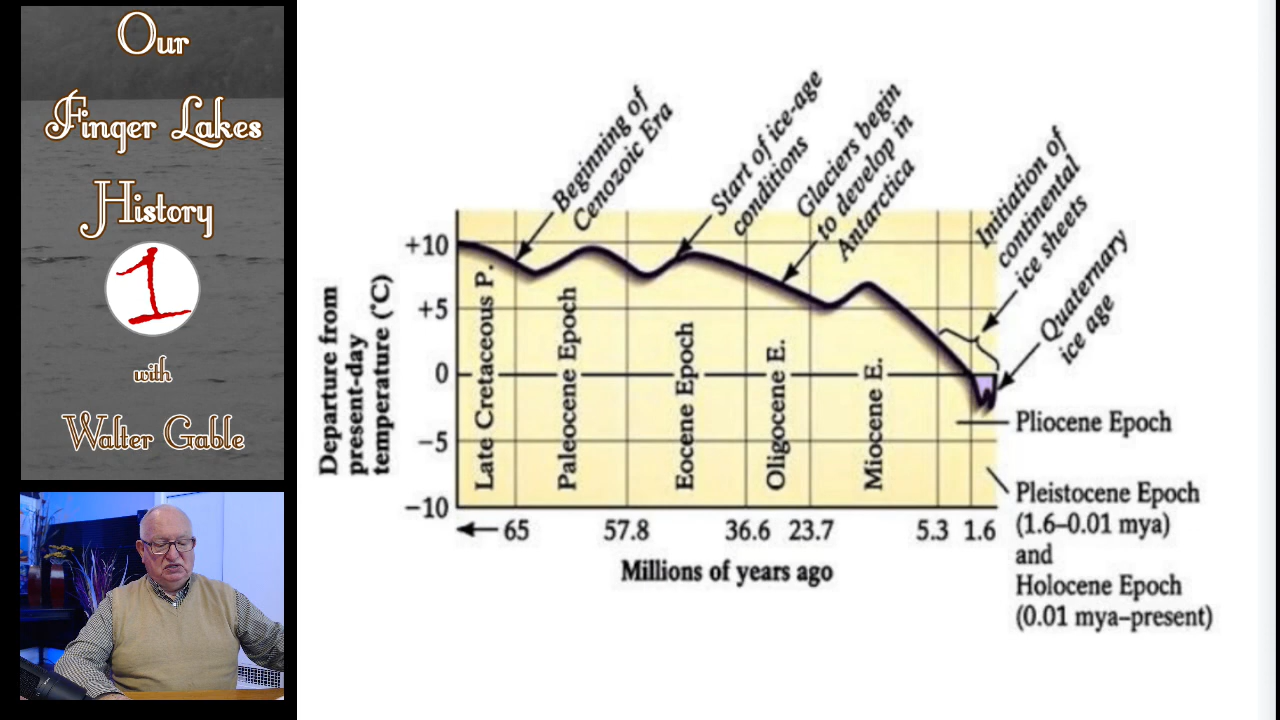 Our
Finger Lakes
History
1
with
Walter Gable
Beginning of
Cenozoic Era
Start of ice-age
conditions
Glaciers begin
to develop in
Antarctica
Initiation of
continental
ice sheets
Quaternary
ice age
Departure from
present-day
temperature (°C)
+10
+5
0
−5
−10
Late Cretaceous P.
Paleocene Epoch
Eocene Epoch
Oligocene E.
Miocene E.
Pliocene Epoch
Pleistocene Epoch
(1.6–0.01 mya)
and
Holocene Epoch
(0.01 mya–present)
65 57.8 36.6 23.7 5.3 1.6
Millions of years ago